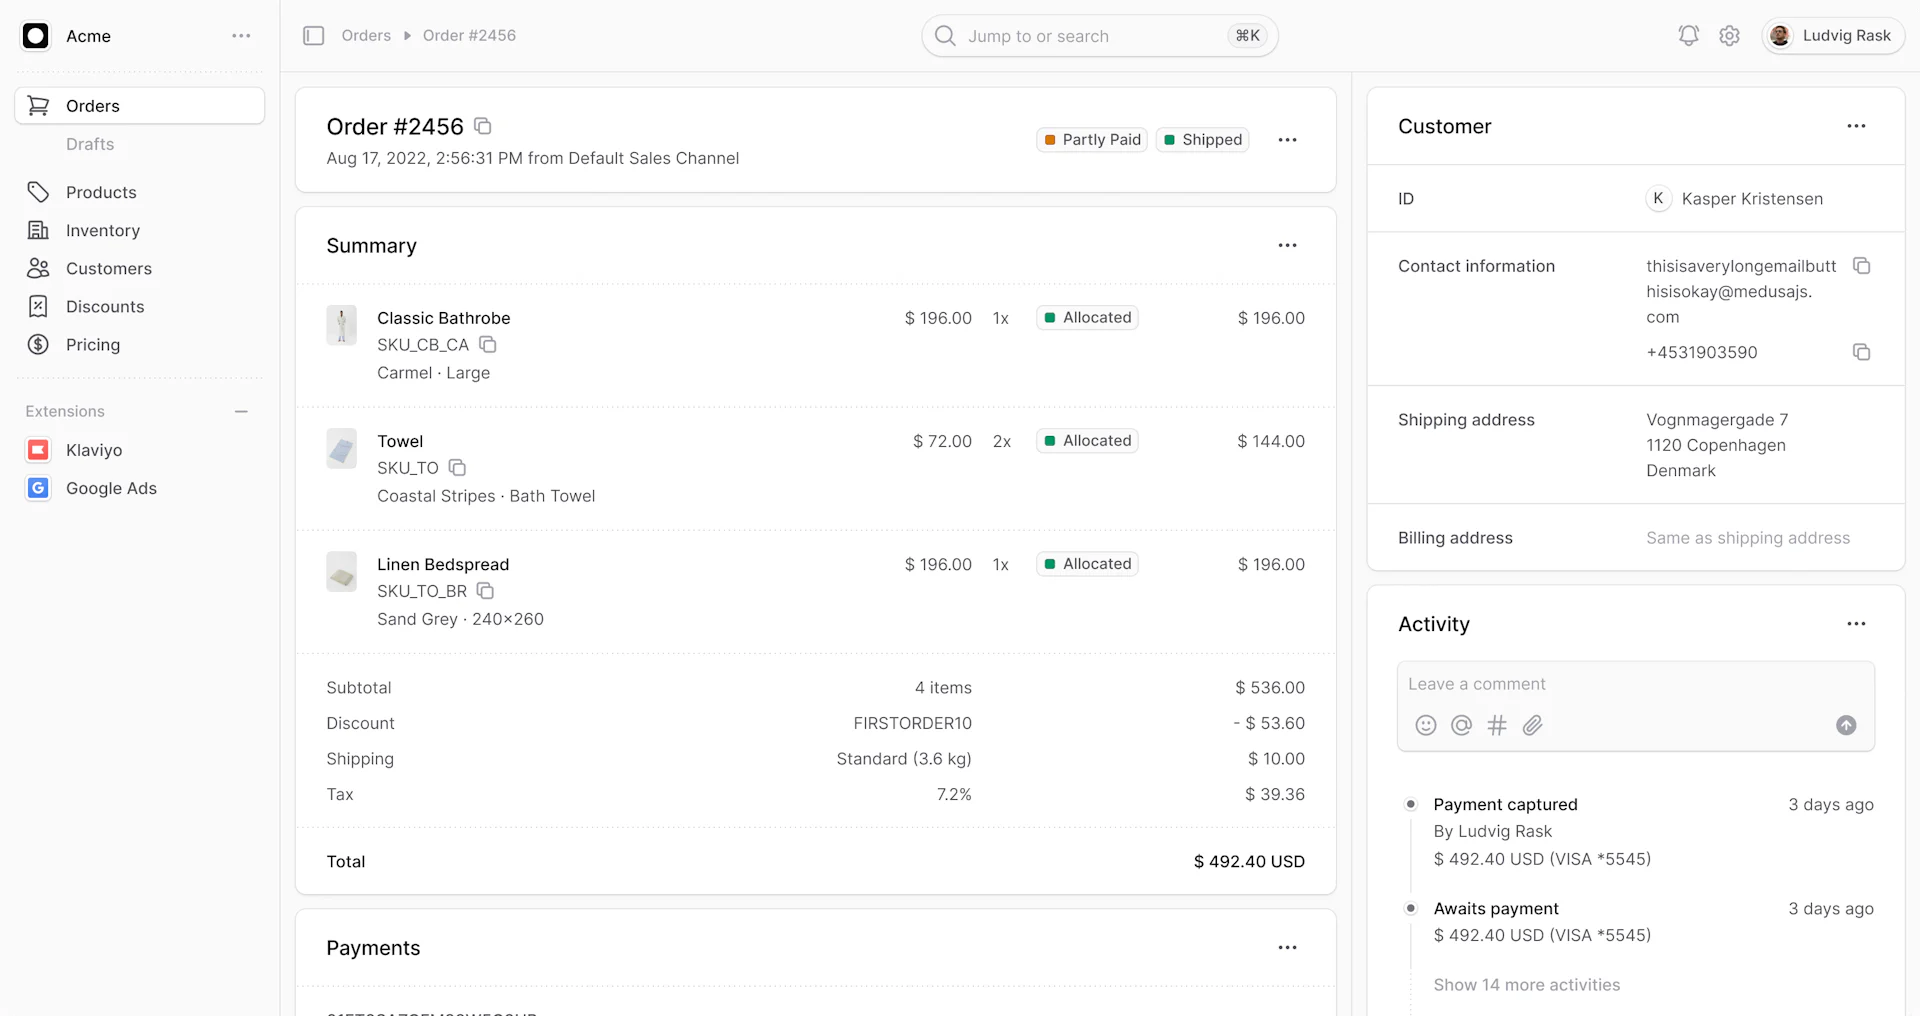 Acme
Orders
Drafts
Products
Inventory
Customers
Discounts
Pricing
Extensions
Klaviyo
G Google Ads
Orders Order #2456
Jump to or search ⌘K
Ludvig Rask
Order #2456
Aug 17, 2022, 2:56:31 PM from Default Sales Channel
Partly Paid Shipped
Summary
Classic Bathrobe $ 196.00 1x Allocated $ 196.00
SKU_CB_CA
Carmel · Large
Towel $ 72.00 2x Allocated $ 144.00
SKU_TO
Coastal Stripes · Bath Towel
Linen Bedspread $ 196.00 1x Allocated $ 196.00
SKU_TO_BR
Sand Grey · 240×260
Subtotal 4 items $ 536.00
Discount FIRSTORDER10 - $ 53.60
Shipping Standard (3.6 kg) $ 10.00
Tax 7.2% $ 39.36
Total $ 492.40 USD
Payments
Customer
ID K Kasper Kristensen
Contact information thisisaverylongemailbutt
hisisokay@medusajs.
com
+4531903590
Shipping address Vognmagergade 7
1120 Copenhagen
Denmark
Billing address Same as shipping address
Activity
Leave a comment
Payment captured 3 days ago
By Ludvig Rask
$ 492.40 USD (VISA *5545)
Awaits payment 3 days ago
$ 492.40 USD (VISA *5545)
Show 14 more activities